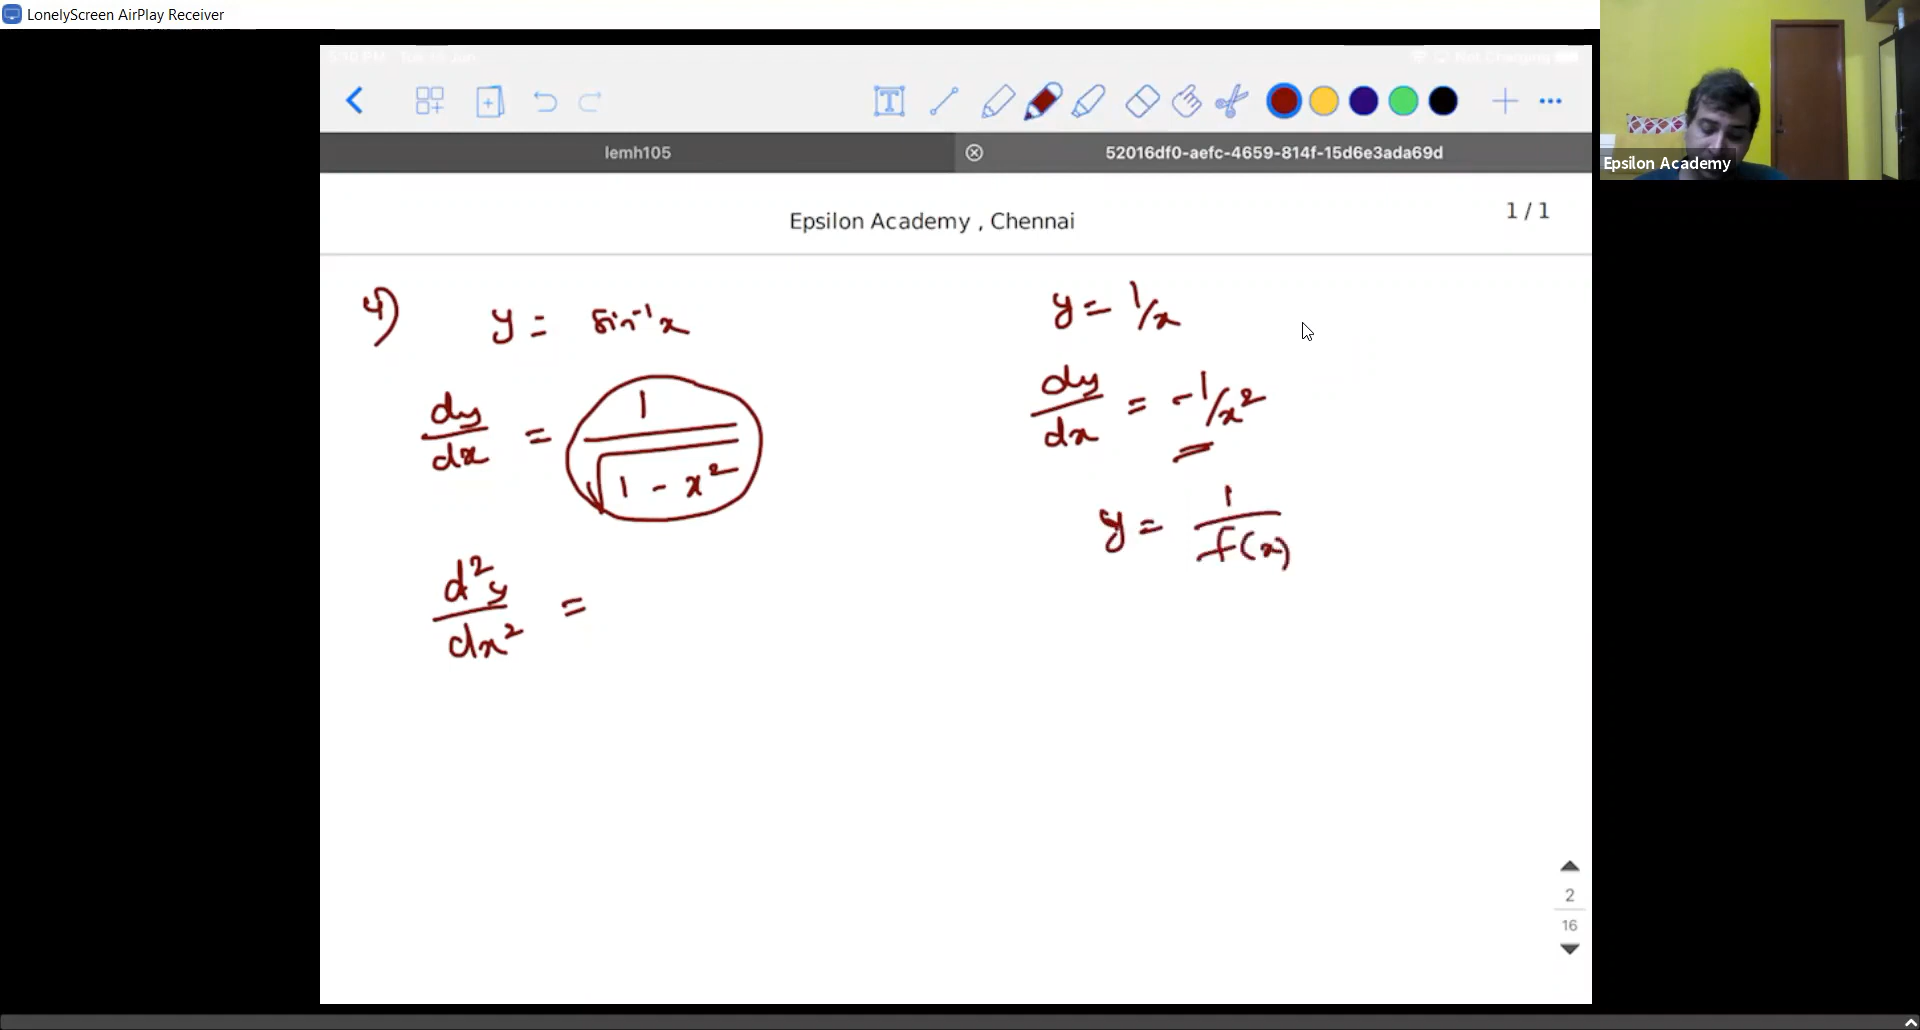 LonelyScreen AirPlay Receiver
T
lemh105
52016df0-aefc-4659-814f-15d6e3ada69d
Epsilon Academy
Epsilon Academy , Chennai
1 / 1
4)
y = sin⁻¹x
dy/dx = 1/√(1 - x²)
d²y/dx² =
y = 1/x
dy/dx = -1/x²
y = 1/f(x)
2
16